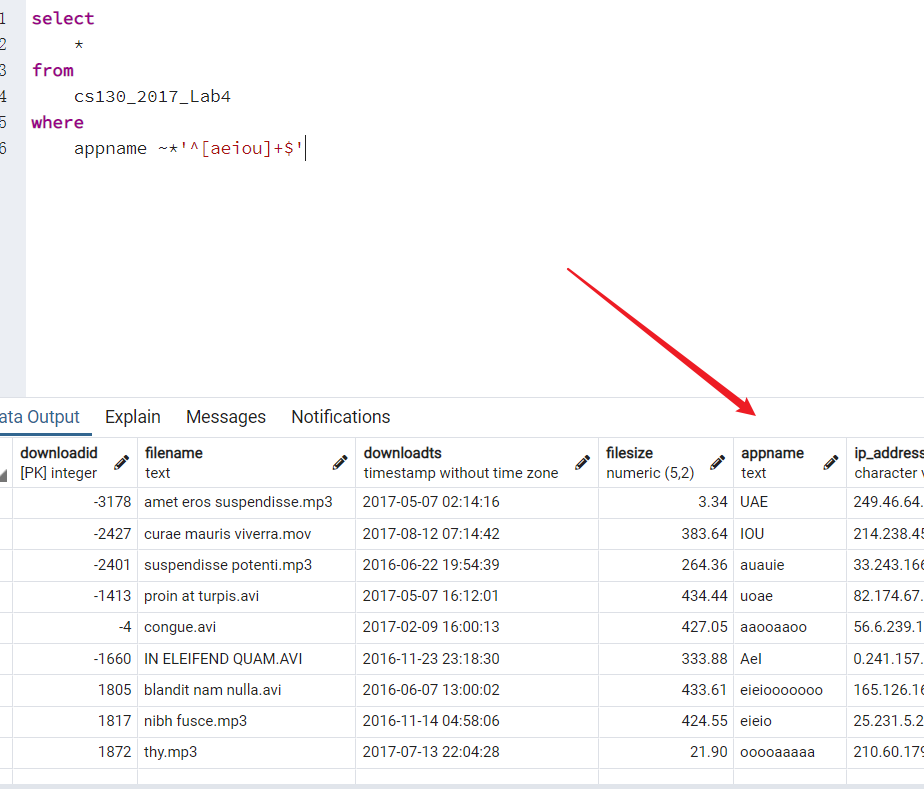 1 select
2 *
3 from
4 cs130_2017_Lab4
5 where
6 appname ~*'^[aeiou]+$'
ata Output Explain Messages Notifications
downloadid filename downloadts filesize appname ip_address
[PK] integer text timestamp without time zone numeric (5,2) text character v
-3178 amet eros suspendisse.mp3 2017-05-07 02:14:16 3.34 UAE 249.46.64.
-2427 curae mauris viverra.mov 2017-08-12 07:14:42 383.64 IOU 214.238.45
-2401 suspendisse potenti.mp3 2016-06-22 19:54:39 264.36 auauie 33.243.166
-1413 proin at turpis.avi 2017-05-07 16:12:01 434.44 uoae 82.174.67.
-4 congue.avi 2017-02-09 16:00:13 427.05 aaooaaoo 56.6.239.1
-1660 IN ELEIFEND QUAM.AVI 2016-11-23 23:18:30 333.88 AeI 0.241.157.
1805 blandit nam nulla.avi 2016-06-07 13:00:02 433.61 eieiooooooo 165.126.16
1817 nibh fusce.mp3 2016-11-14 04:58:06 424.55 eieio 25.231.5.2
1872 thy.mp3 2017-07-13 22:04:28 21.90 ooooaaaaa 210.60.179